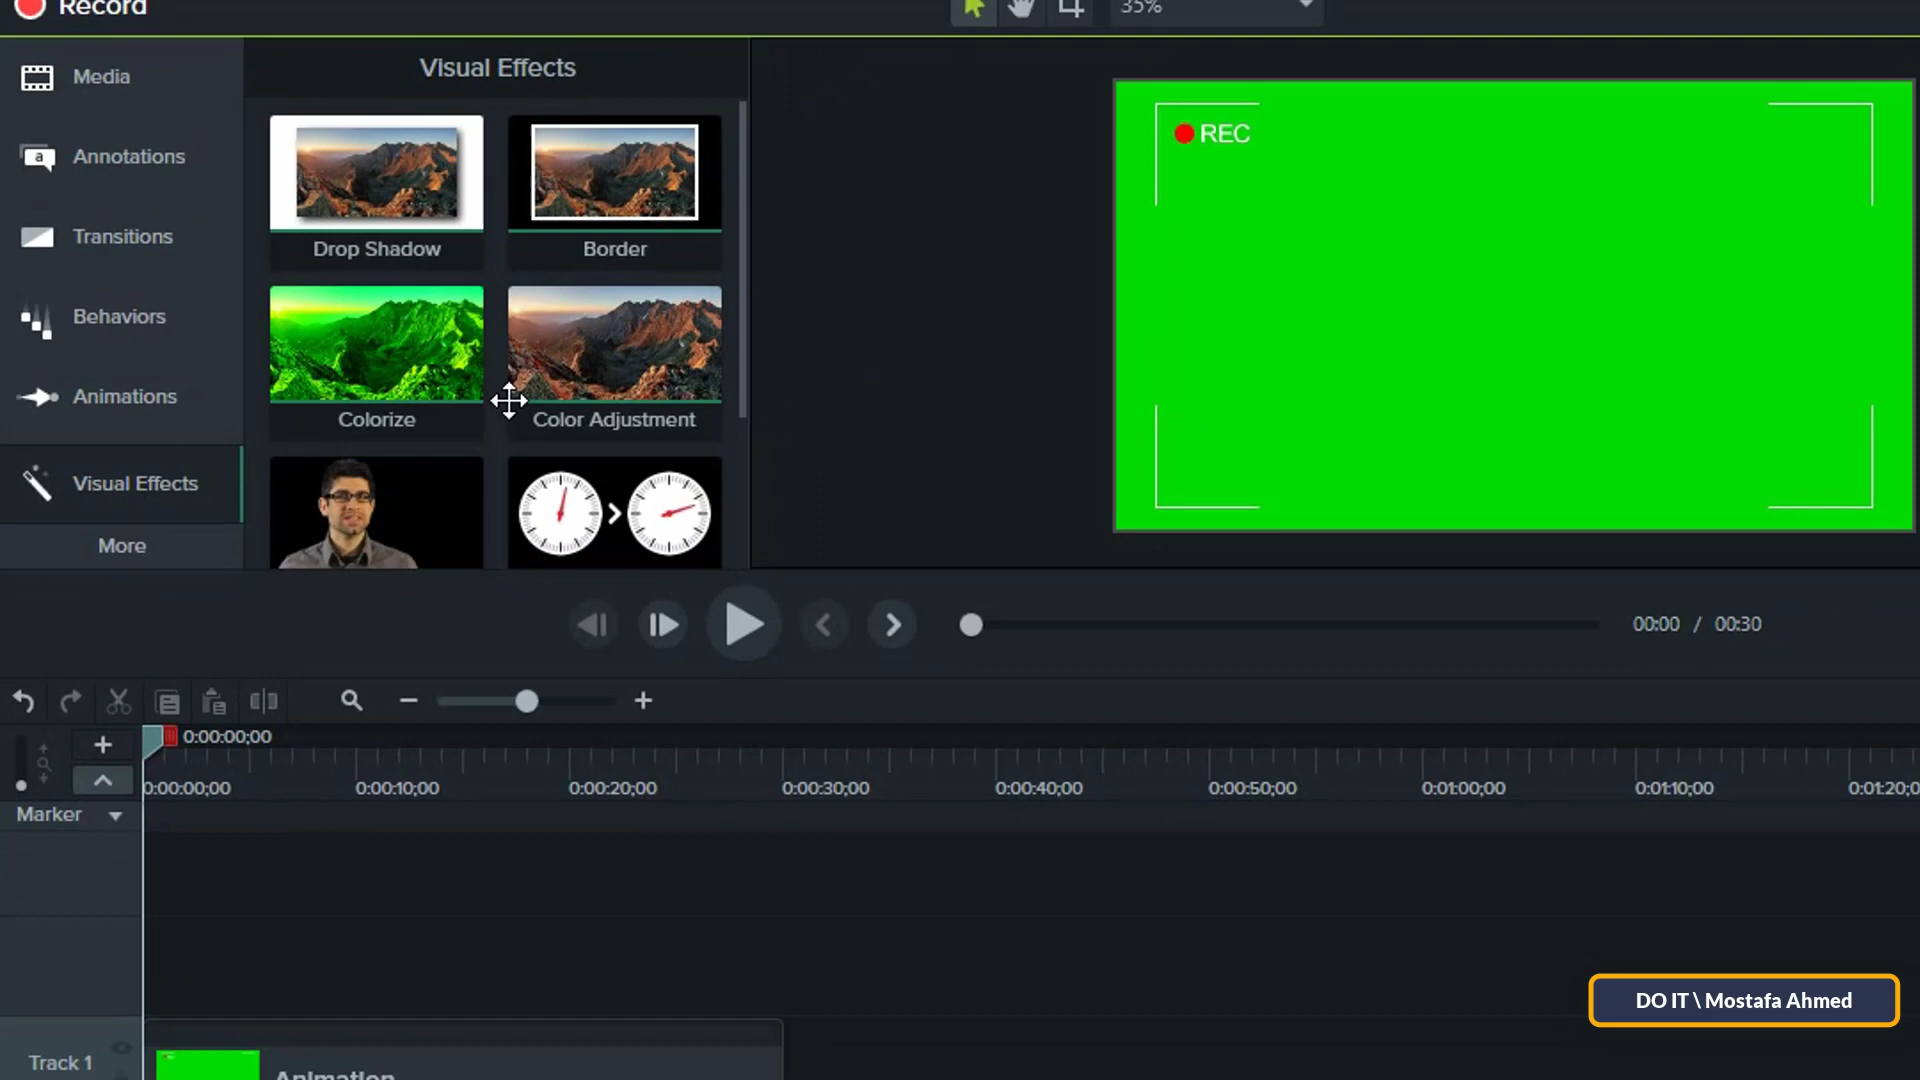 Record
35%
Media
Visual Effects
REC
Annotations
Transitions
Drop Shadow
Border
Behaviors
Animations
Colorize
Color Adjustment
Visual Effects
More
00:00 / 00:30
0:00:00;00
0:00:00;00
0:00:10;00
0:00:20;00
0:00:30;00
0:00:40;00
0:00:50;00
0:01:00;00
0:01:10;00
0:01:20;0
Marker
DO IT \ Mostafa Ahmed
Track 1
Animation